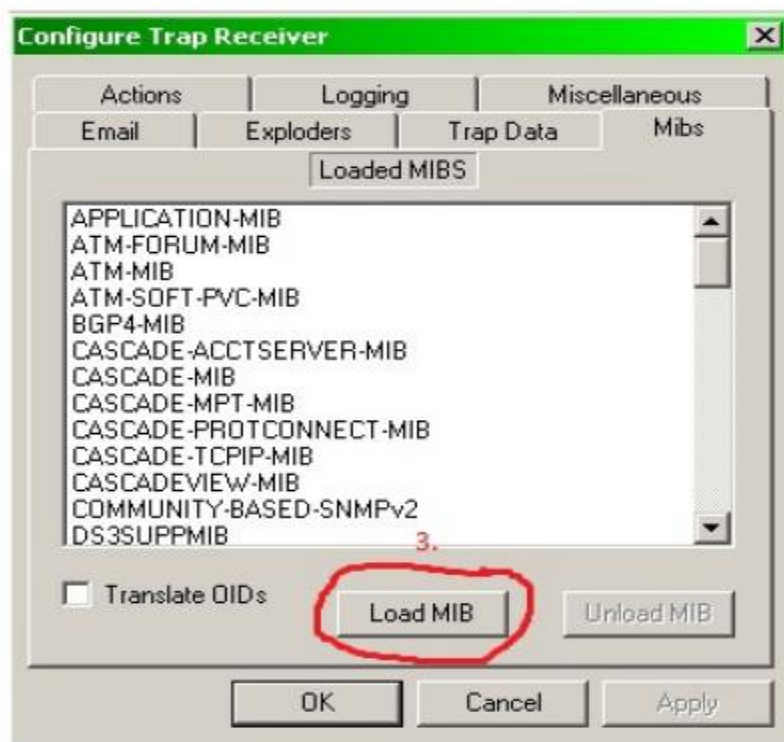 Configure Trap Receiver
Actions Logging Miscellaneous
Email Exploders Trap Data Mibs
Loaded MIBS
APPLICATION-MIB
ATM-FORUM-MIB
ATM-MIB
ATM-SOFT-PVC-MIB
BGP4-MIB
CASCADE-ACCTSERVER-MIB
CASCADE-MIB
CASCADE-MPT-MIB
CASCADE-PROTCONNECT-MIB
CASCADE-TCPIP-MIB
CASCADEVIEW-MIB
COMMUNITY-BASED-SNMPv2
DS3SUPPMIB
3.
Translate OIDs Load MIB Unload MIB
OK Cancel Apply